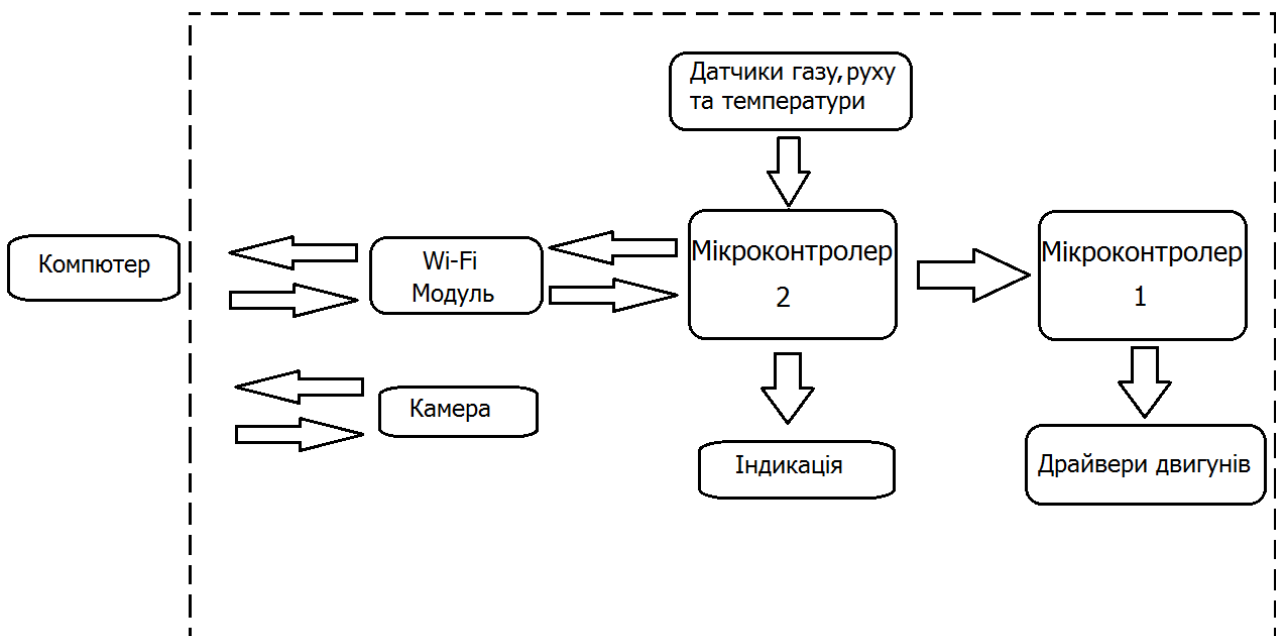 Датчики газу, руху
та температури
Компютер
Wi-Fi
Модуль
Мікроконтролер
2
Мікроконтролер
1
Камера
Індикація
Драйвери двигунів